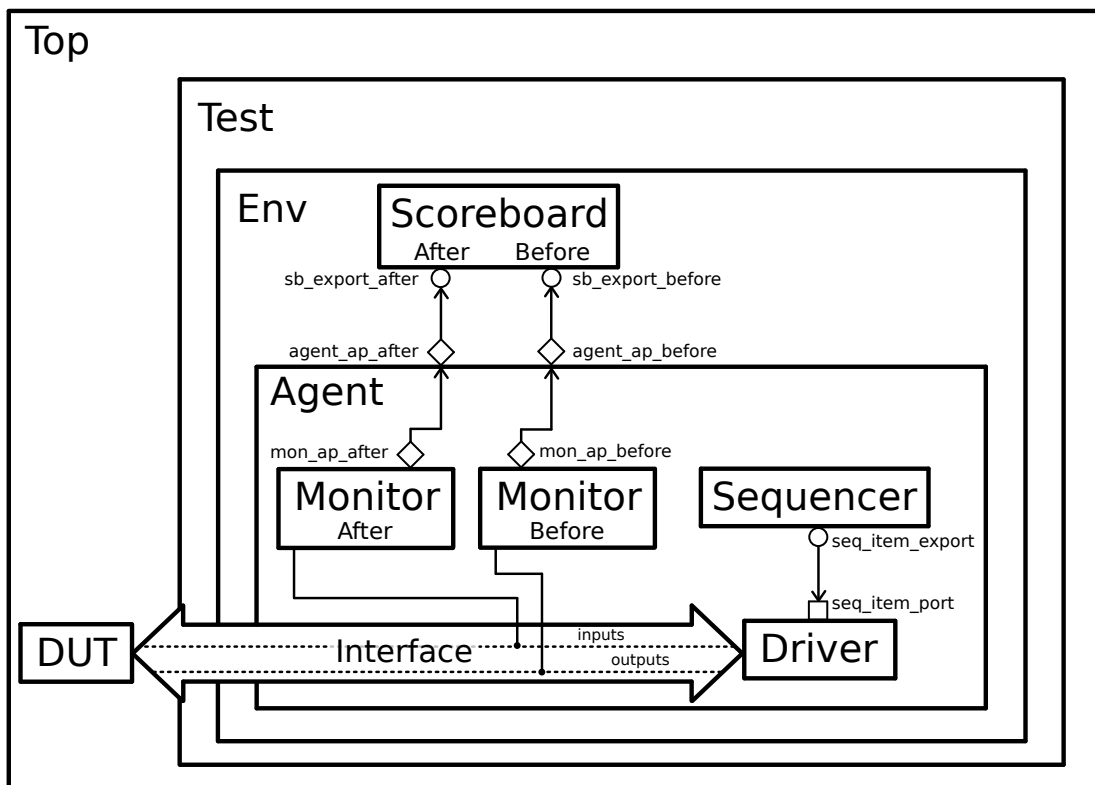 Top
Test
Env
Scoreboard
After Before
sb_export_after sb_export_before
agent_ap_after agent_ap_before
Agent
mon_ap_after mon_ap_before
Monitor
After
Monitor
Before
Sequencer
seq_item_export
seq_item_port
DUT
Interface
inputs
outputs
Driver